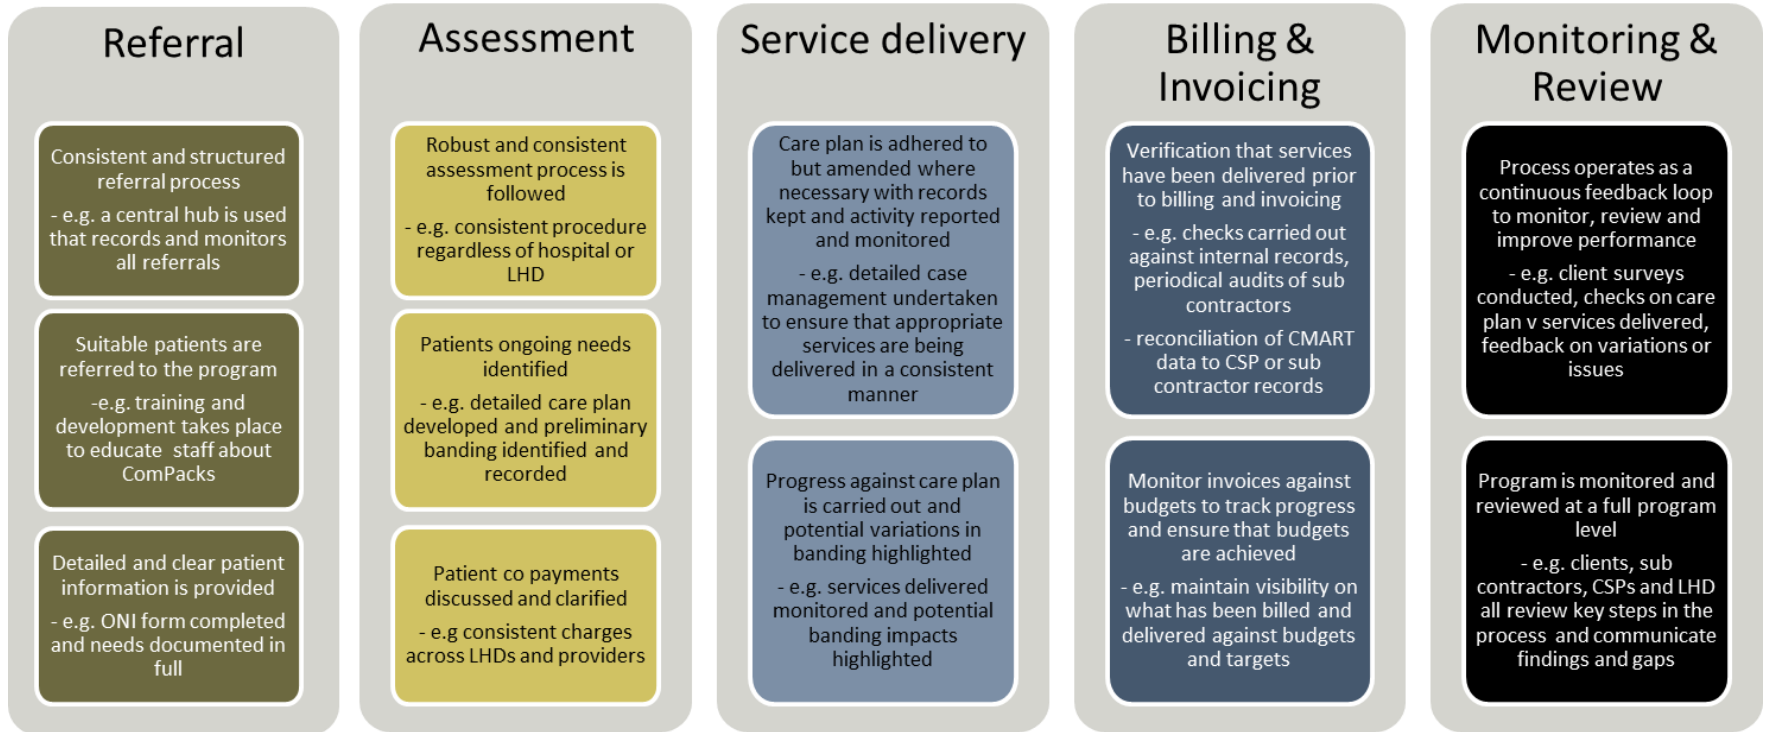 Referral
Consistent and structured
referral process
- e.g. a central hub is used
that records and monitors
all referrals
Suitable patients are
referred to the program
-e.g. training and
development takes place
to educate staff about
ComPacks
Detailed and clear patient
information is provided
- e.g. ONI form completed
and needs documented in
full
Assessment
Robust and consistent
assessment process is
followed
- e.g. consistent procedure
regardless of hospital or
LHD
Patients ongoing needs
identified
- e.g. detailed care plan
developed and preliminary
banding identified and
recorded
Patient co payments
discussed and clarified
- e.g consistent charges
across LHDs and providers
Service delivery
Care plan is adhered to
but amended where
necessary with records
kept and activity reported
and monitored
- e.g. detailed case
management undertaken
to ensure that appropriate
services are being
delivered in a consistent
manner
Progress against care plan
is carried out and
potential variations in
banding highlighted
- e.g. services delivered
monitored and potential
banding impacts
highlighted
Billing &
Invoicing
Verification that services
have been delivered prior
to billing and invoicing
- e.g. checks carried out
against internal records,
periodical audits of sub
contractors
- reconciliation of CMART
data to CSP or sub
contractor records
Monitor invoices against
budgets to track progress
and ensure that budgets
are achieved
- e.g. maintain visibility on
what has been billed and
delivered against budgets
and targets
Monitoring &
Review
Process operates as a
continuous feedback loop
to monitor, review and
improve performance
- e.g. client surveys
conducted, checks on care
plan v services delivered,
feedback on variations or
issues
Program is monitored and
reviewed at a full program
level
- e.g. clients, sub
contractors, CSPs and LHD
all review key steps in the
process and communicate
findings and gaps